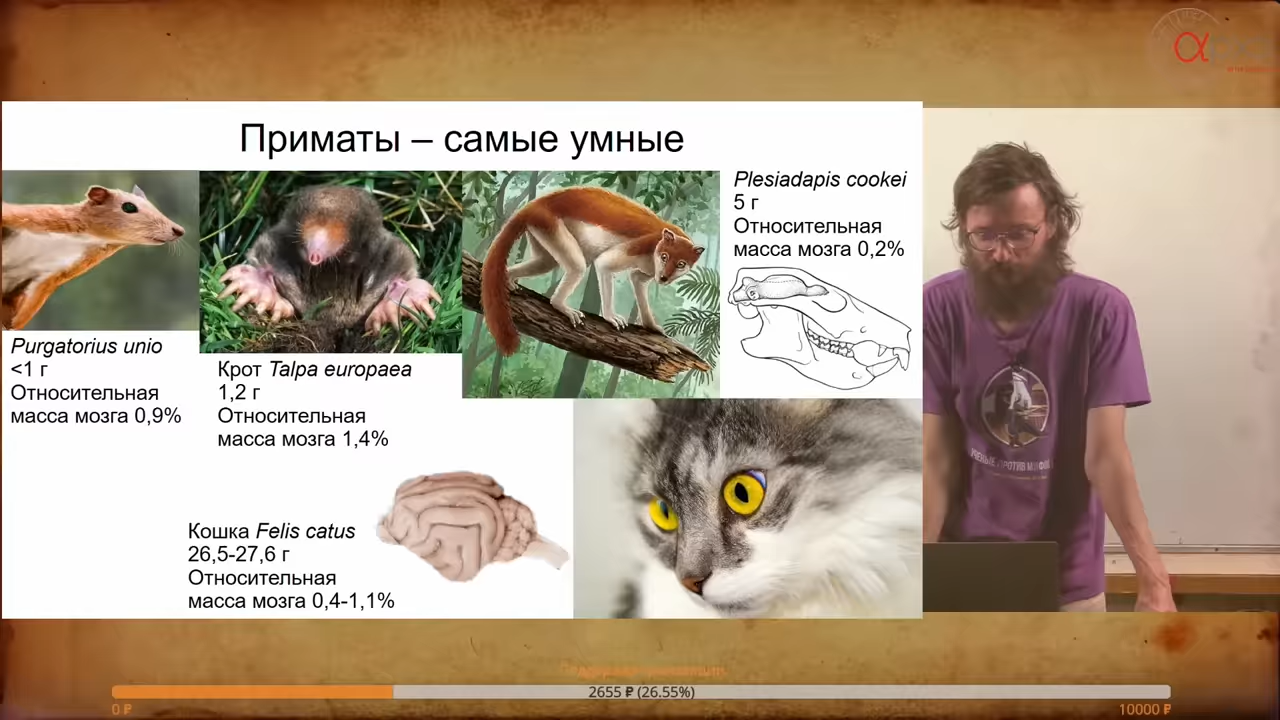 Приматы – самые умные
Plesiadapis cookei
5 г
Относительная
масса мозга 0,2%
Purgatorius unio
<1 г
Относительная
масса мозга 0,9%
Крот Talpa europaea
1,2 г
Относительная
масса мозга 1,4%
Кошка Felis catus
26,5-27,6 г
Относительная
масса мозга 0,4-1,1%
2655 ₽ (26.55%)
0 ₽
10000 ₽